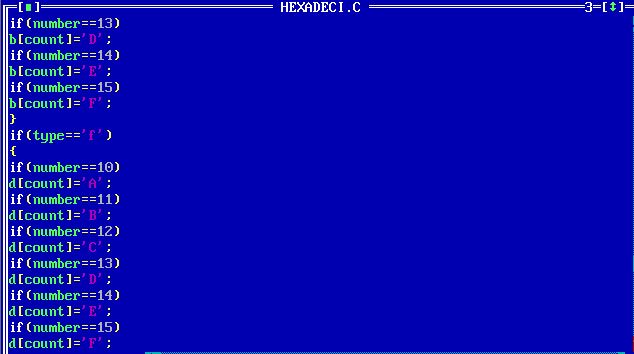 [■] HEXADECI.C 3=[↕]
if(number==13)
b[count]='D';
if(number==14)
b[count]='E';
if(number==15)
b[count]='F';
}
if(type=='f')
{
if(number==10)
d[count]='A';
if(number==11)
d[count]='B';
if(number==12)
d[count]='C';
if(number==13)
d[count]='D';
if(number==14)
d[count]='E';
if(number==15)
d[count]='F';